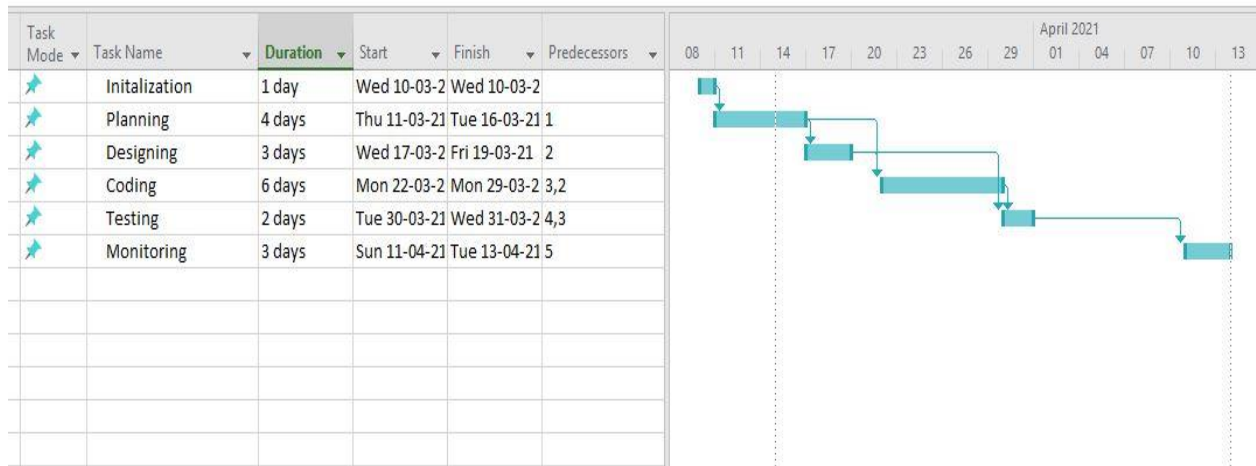 April 2021
Task Mode Task Name Duration Start Finish Predecessors 08 11 14 17 20 23 26 29 01 04 07 10 13
Initalization 1 day Wed 10-03-2 Wed 10-03-2
Planning 4 days Thu 11-03-21 Tue 16-03-21 1
Designing 3 days Wed 17-03-2 Fri 19-03-21 2
Coding 6 days Mon 22-03-2 Mon 29-03-2 3,2
Testing 2 days Tue 30-03-21 Wed 31-03-2 4,3
Monitoring 3 days Sun 11-04-21 Tue 13-04-21 5